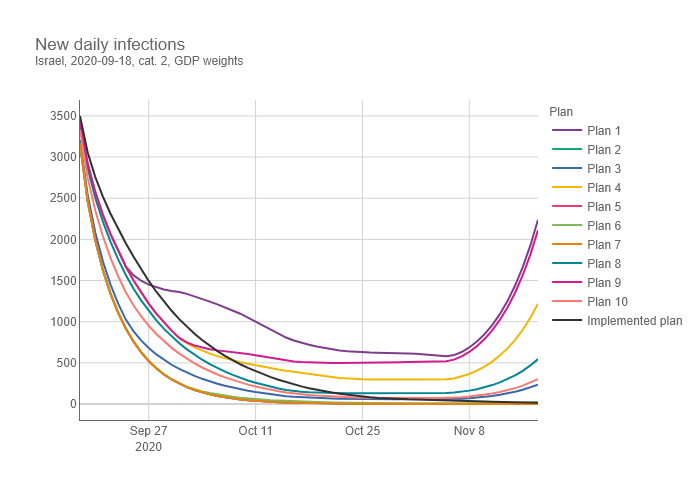 New daily infections
Israel, 2020-09-18, cat. 2, GDP weights
3500
3000
2500
2000
1500
1000
500
0
Sep 27
2020
Oct 11
Oct 25
Nov 8
Plan
Plan 1
Plan 2
Plan 3
Plan 4
Plan 5
Plan 6
Plan 7
Plan 8
Plan 9
Plan 10
Implemented plan